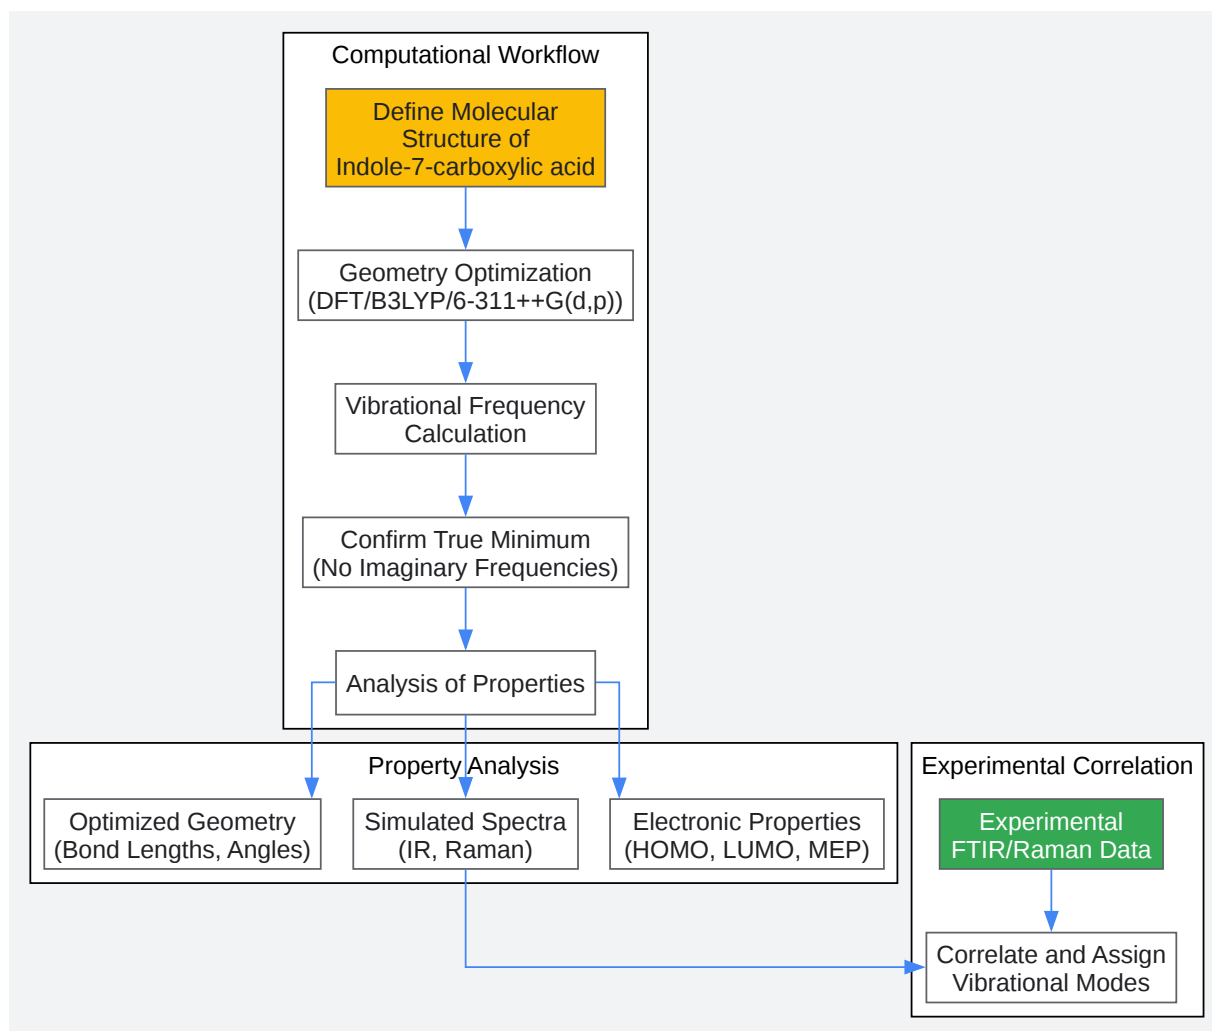 Computational Workflow
Define Molecular
Structure of
Indole-7-carboxylic acid
Geometry Optimization
(DFT/B3LYP/6-311++G(d,p))
Vibrational Frequency
Calculation
Confirm True Minimum
(No Imaginary Frequencies)
Analysis of Properties
Property Analysis
Optimized Geometry
(Bond Lengths, Angles)
Simulated Spectra
(IR, Raman)
Electronic Properties
(HOMO, LUMO, MEP)
Experimental Correlation
Experimental
FTIR/Raman Data
Correlate and Assign
Vibrational Modes